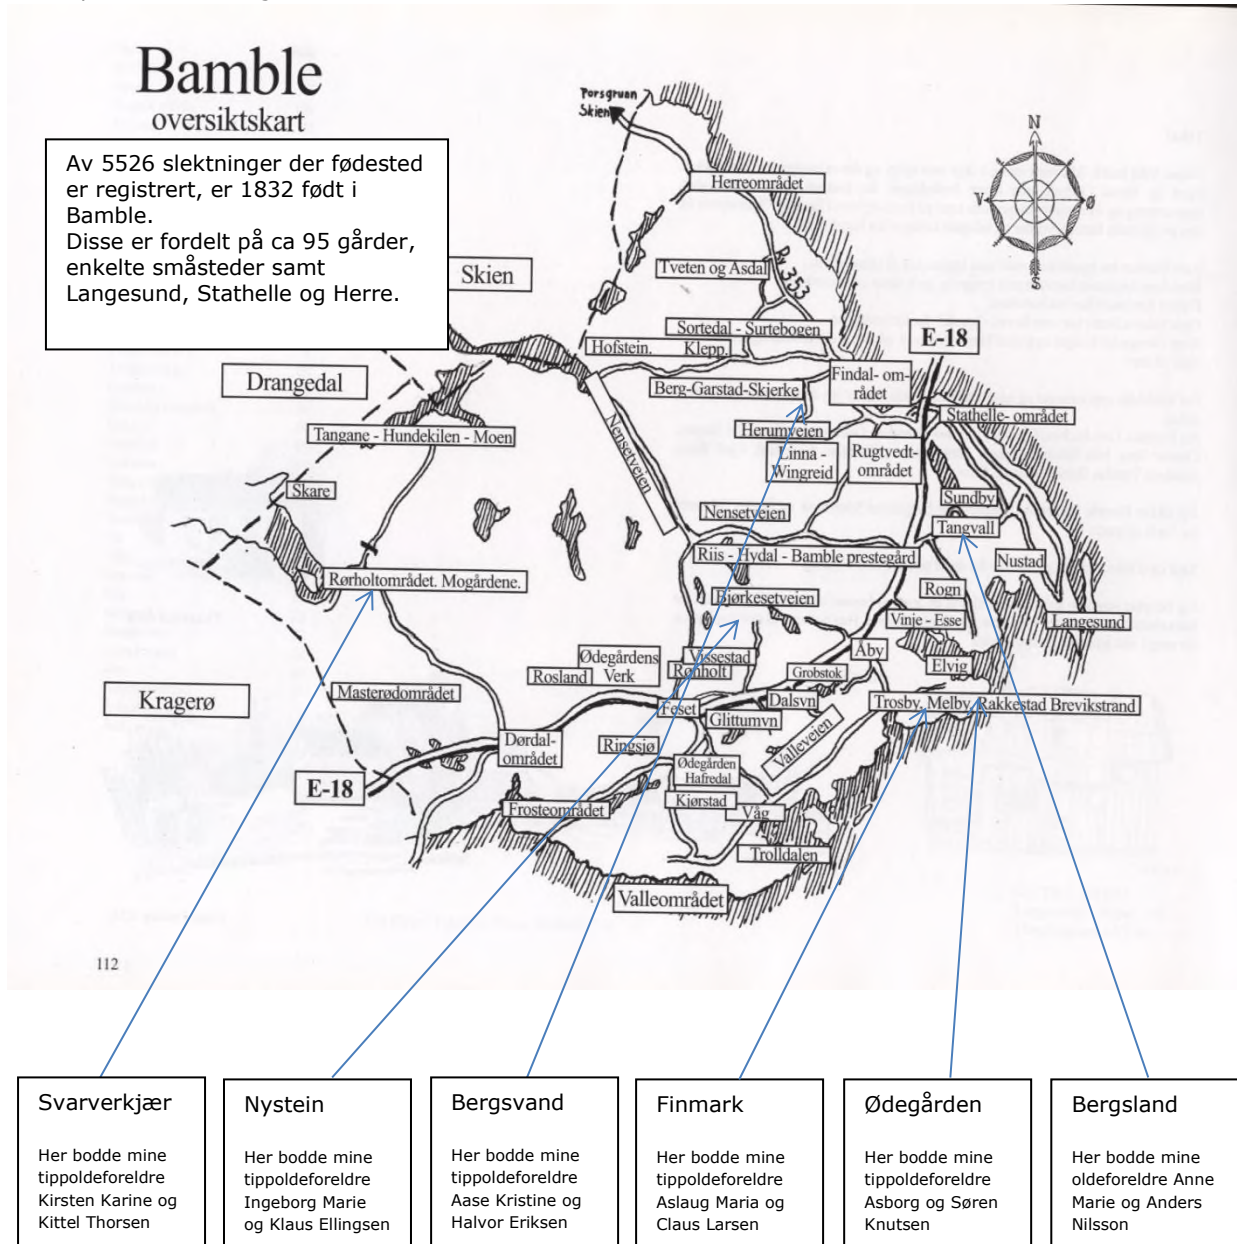 Bamble
oversiktskart
Av 5526 slektninger der fødested
er registrert, er 1832 født i
Bamble.
Disse er fordelt på ca 95 gårder,
enkelte småsteder samt
Langesund, Stathelle og Herre.
Porsgrunn
Skien
N
V
Ø
S
Herreområdet
Skien
Tveten og Asdal
Rv 353
Sortedal - Surtebogen
Hofstein. Klepp.
E-18
Drangedal
Berg-Garstad-Skjerke
Findal- om-
rådet
Stathelle- området
Tangane - Hundekilen - Moen
Nensetveien
Herumveien
Linna -
Wingreid
Rugtvedt-
området
Skare
Sundby
Nensetveien
Tangvall
Riis - Hydal - Bamble prestegård
Nustad
Rørholtområdet. Mogårdene.
Bjørkesetveien
Rogn
Vinje - Esse
Langesund
Ødegårdens
Verk
Vissestad
Rønholt
Åby
Elvig
Rosland
Grobstok
Masterødområdet
Kragerø
Feset
Dalsvn
Glittumvn
Trosby, Melby, Rakkestad Brevikstrand
Valleveien
Dørdal-
området
Ringsjø
Ødegården
Hafredal
E-18
Frosteområdet
Kjørstad
Våg
Trolldalen
Valleområdet
112
Svarverkjær
Her bodde mine
tippoldeforeldre
Kirsten Karine og
Kittel Thorsen
Nystein
Her bodde mine
tippoldeforeldre
Ingeborg Marie
og Klaus Ellingsen
Bergsvand
Her bodde mine
tippoldeforeldre
Aase Kristine og
Halvor Eriksen
Finmark
Her bodde mine
tippoldeforeldre
Aslaug Maria og
Claus Larsen
Ødegården
Her bodde mine
tippoldeforeldre
Asborg og Søren
Knutsen
Bergsland
Her bodde mine
oldeforeldre Anne
Marie og Anders
Nilsson